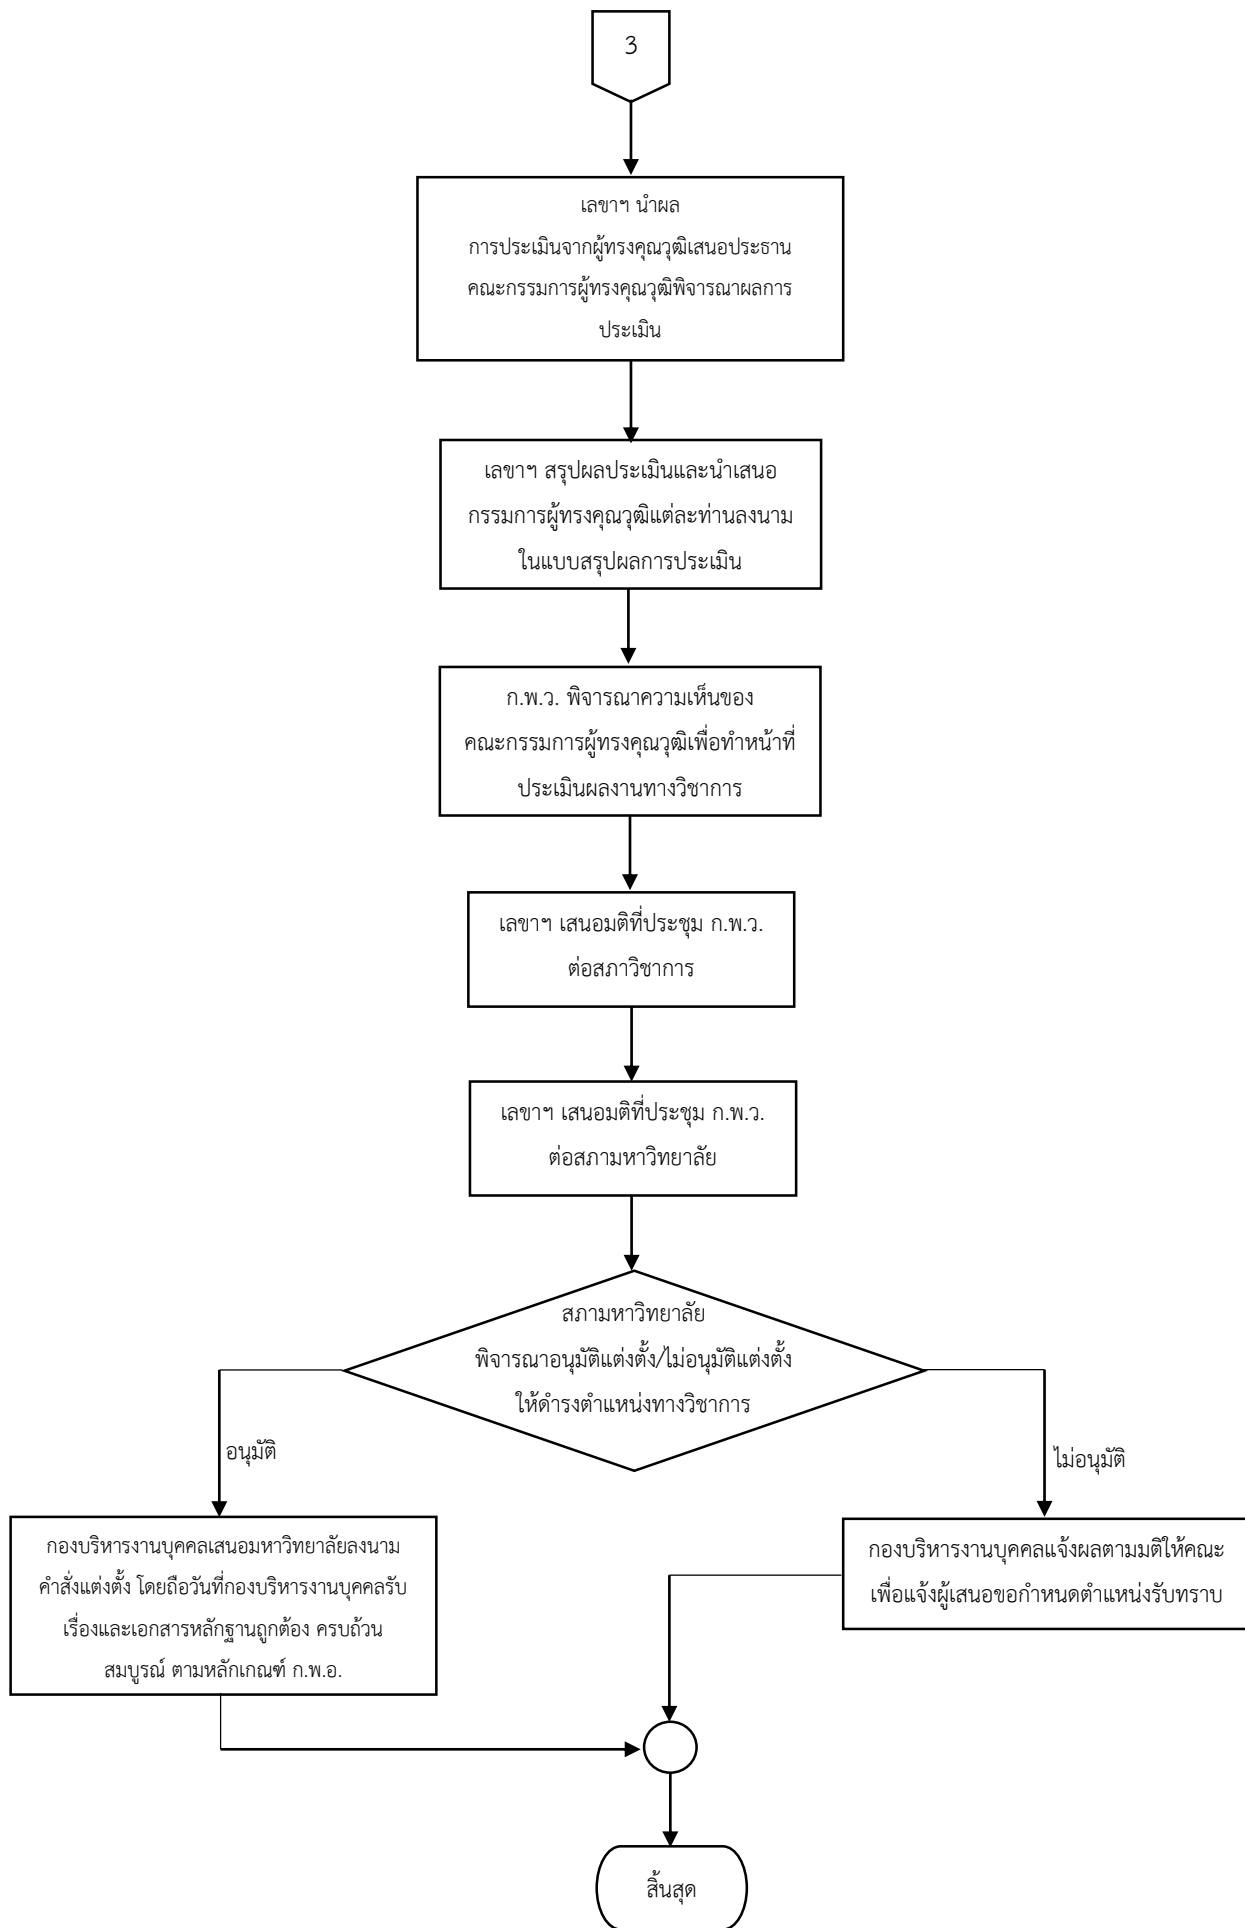 3
เลขาฯ นำผล
การประเมินจากผู้ทรงคุณวุฒิเสนอประธาน
คณะกรรมการผู้ทรงคุณวุฒิพิจารณาผลการ
ประเมิน
เลขาฯ สรุปผลประเมินและนำเสนอ
กรรมการผู้ทรงคุณวุฒิแต่ละท่านลงนาม
ในแบบสรุปผลการประเมิน
ก.พ.ว. พิจารณาความเห็นของ
คณะกรรมการผู้ทรงคุณวุฒิเพื่อทำหน้าที่
ประเมินผลงานทางวิชาการ
เลขาฯ เสนอมติที่ประชุม ก.พ.ว.
ต่อสภาวิชาการ
เลขาฯ เสนอมติที่ประชุม ก.พ.ว.
ต่อสภามหาวิทยาลัย
สภามหาวิทยาลัย
พิจารณาอนุมัติแต่งตั้ง/ไม่อนุมัติแต่งตั้ง
ให้ดำรงตำแหน่งทางวิชาการ
อนุมัติ
ไม่อนุมัติ
กองบริหารงานบุคคลเสนอมหาวิทยาลัยลงนาม
คำสั่งแต่งตั้ง โดยถือวันที่กองบริหารงานบุคคลรับ
เรื่องและเอกสารหลักฐานถูกต้อง ครบถ้วน
สมบูรณ์ ตามหลักเกณฑ์ ก.พ.อ.
กองบริหารงานบุคคลแจ้งผลตามมติให้คณะ
เพื่อแจ้งผู้เสนอขอกำหนดตำแหน่งรับทราบ
สิ้นสุด